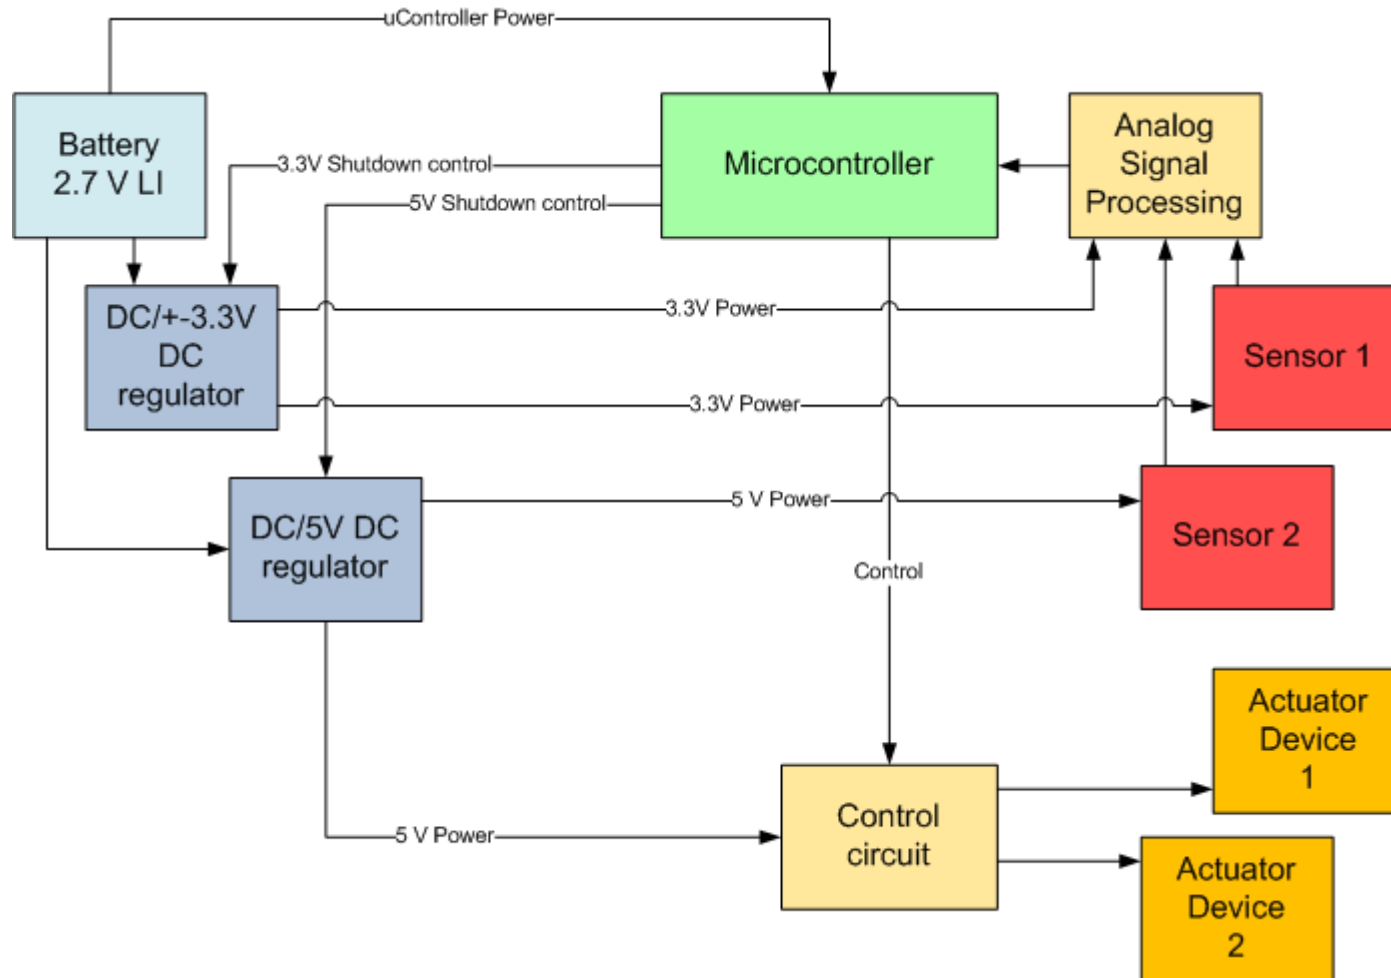 uController Power
Battery
2.7 V LI
Microcontroller
Analog
Signal
Processing
3.3V Shutdown control
5V Shutdown control
DC/+-3.3V
DC
regulator
3.3V Power
Sensor 1
3.3V Power
DC/5V DC
regulator
5 V Power
Sensor 2
Control
Actuator
Device
1
Control
circuit
5 V Power
Actuator
Device
2